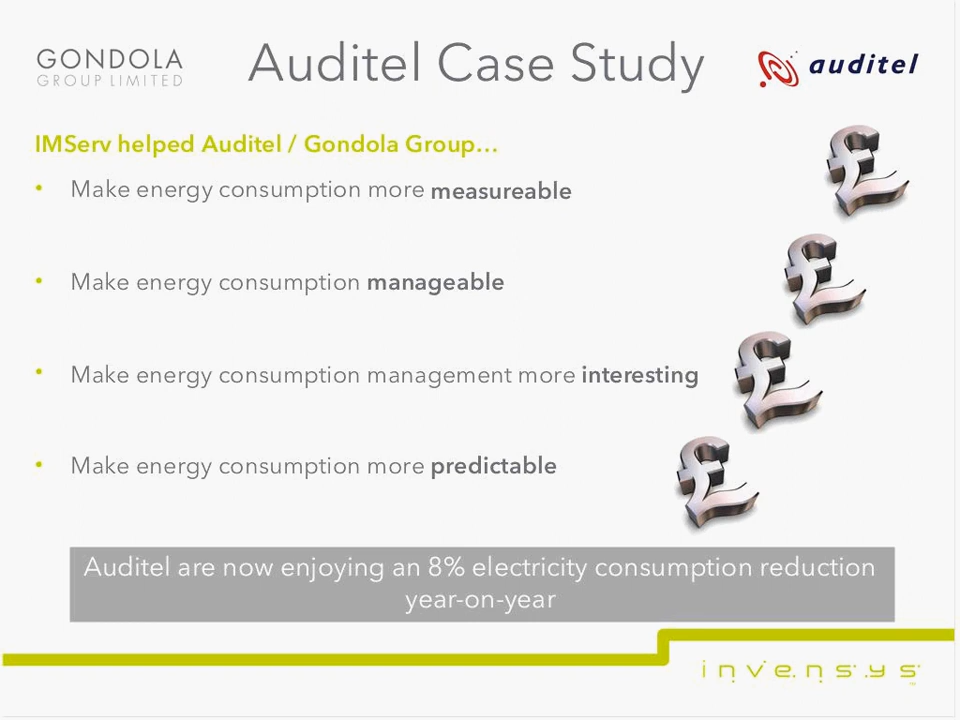 GONDOLA
GROUP LIMITED
Auditel Case Study
auditel
IMServ helped Auditel / Gondola Group...
• Make energy consumption more measureable
• Make energy consumption manageable
• Make energy consumption management more interesting
• Make energy consumption more predictable
£
£
£
£
Auditel are now enjoying an 8% electricity consumption reduction
year-on-year
invensys